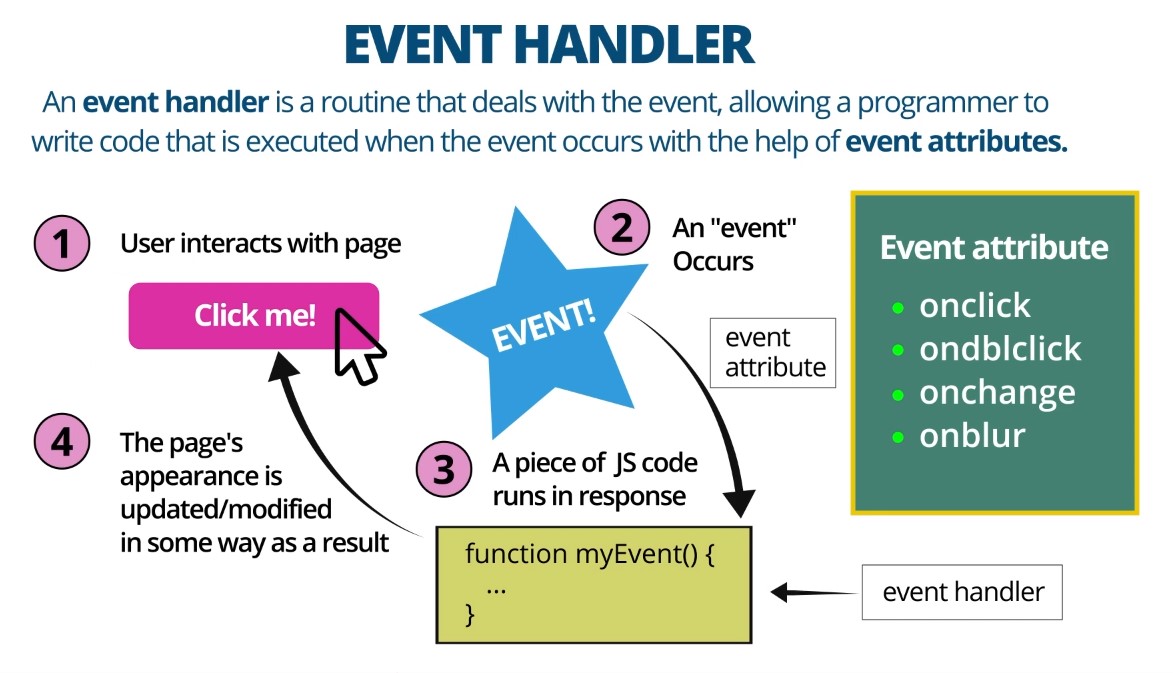 EVENT HANDLER
An event handler is a routine that deals with the event, allowing a programmer to
write code that is executed when the event occurs with the help of event attributes.
1
User interacts with page
Click me!
EVENT!
2
An "event"
Occurs
event
attribute
Event attribute
• onclick
• ondblclick
• onchange
• onblur
3
A piece of JS code
runs in response
4
The page's
appearance is
updated/modified
in some way as a result
function myEvent() {
...
}
event handler